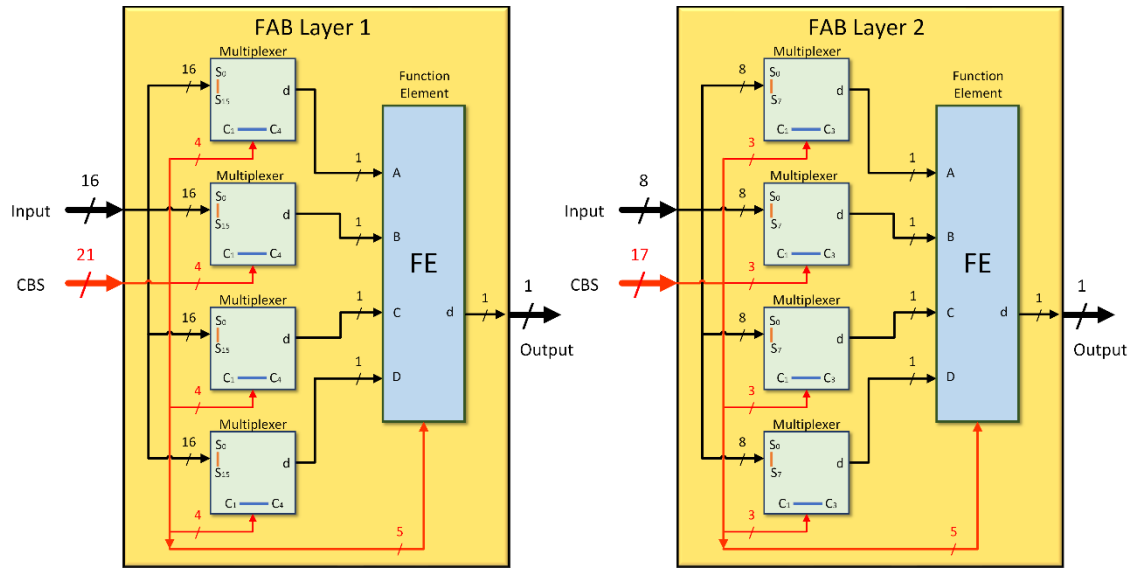 FAB Layer 1
Multiplexer
16
S0
S15
d
C1 C4
4
Function
Element
1
A
Multiplexer
16
Input
16
S0
S15
d
C1 C4
4
1
B
21
CBS
FE
Multiplexer
16
S0
S15
d
C1 C4
4
1
C
d
1
1
Output
1
D
Multiplexer
16
S0
S15
d
C1 C4
4
5
FAB Layer 2
Multiplexer
8
S0
S7
d
C1 C3
3
Function
Element
1
A
Multiplexer
8
Input
8
S0
S7
d
C1 C3
3
1
B
17
CBS
FE
Multiplexer
8
S0
S7
d
C1 C3
3
1
C
d
1
1
Output
1
D
Multiplexer
8
S0
S7
d
C1 C3
3
5